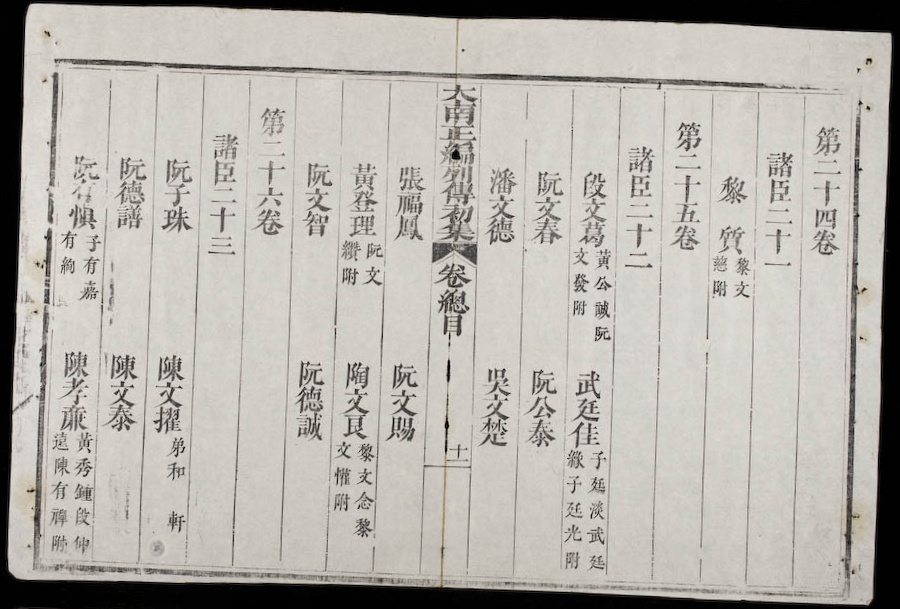 第二十四卷
諸臣二十一
黎質 黎文慈附
第二十五卷
諸臣二十二
段文葛 黃公誠阮文發附 武廷佳 子廷淡武廷緣子廷光附
阮文春 阮公泰
潘文德 吳文楚
大南正編列傳初集 卷總目 十一
張福鳳 阮文賜
黃登理 阮文纘附 陶文艮 黎文念黎文懽附
阮文智 阮德誠
第二十六卷
諸臣二十三
阮子珠 陳文擢 弟和軒
阮德譜 陳文泰
阮有惧 子有嘉有絢 陳孝廉 黃秀鍾段仲遠陳有禫附